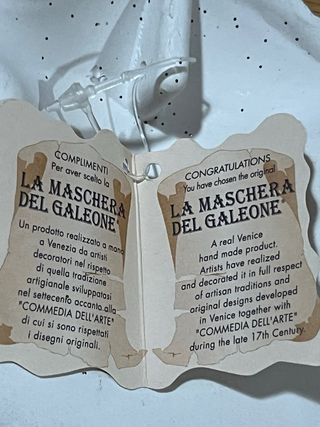 COMPLIMENTI
Per aver scelto la
LA MASCHERA
DEL GALEONE
Un prodotto realizzato a mano
a Venezia da artisti
decoratori nel rispetto
di quella tradizione
artigianale sviluppatasi
nel settecento accanto alla
"COMMEDIA DELL'ARTE"
di cui si sono rispettati
i disegni originali.
CONGRATULATIONS
You have chosen the original
LA MASCHERA
DEL GALEONE
A real Venice
hand made product.
Artists have realized
and decorated it in full respect
of artisan traditions and
original designs developed
in Venice together with
"COMMEDIA DELL'ARTE"
during the late 17th Century.